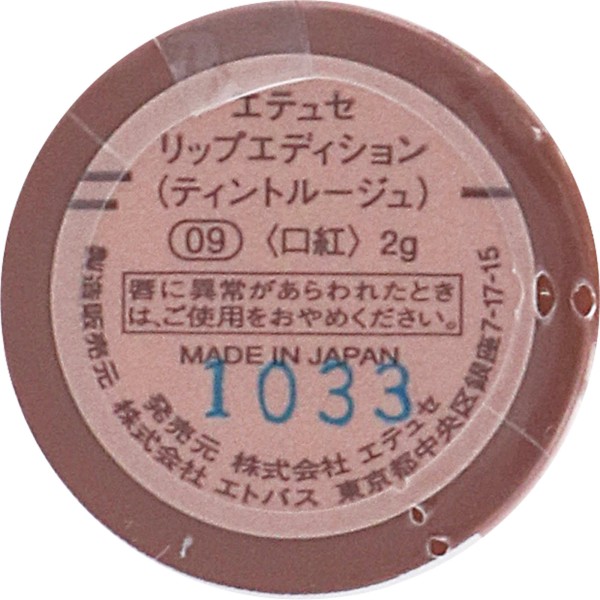 エテュセ
リップエディション
(ティントルージュ)
09 〈口紅〉 2g
唇に異常があらわれたとき
は、ご使用をおやめください。
MADE IN JAPAN
1033
発売元 株式会社 エテュセ
製造販売元 株式会社 エトバス 東京都中央区銀座7-17-15